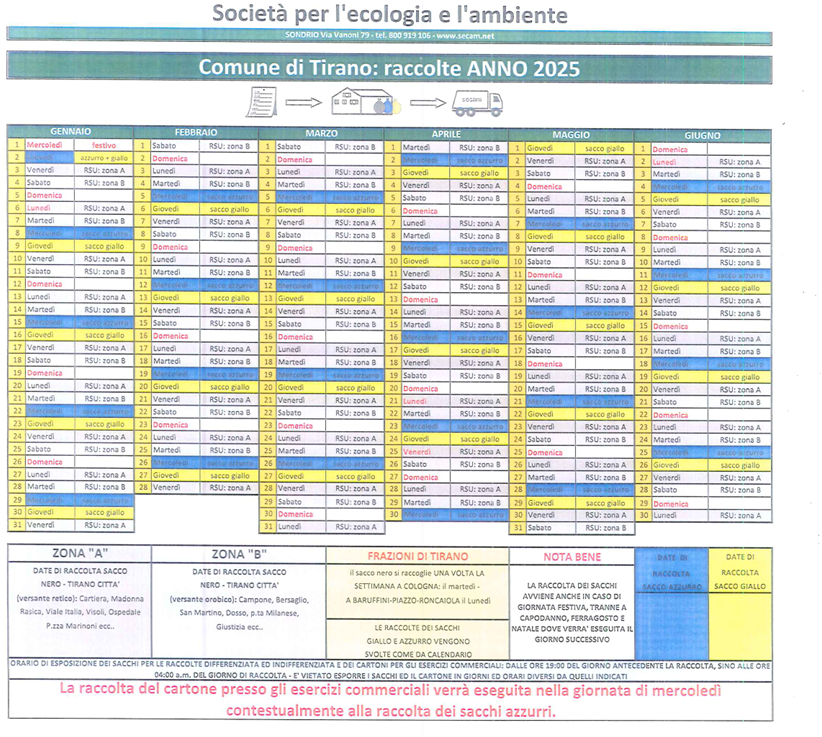 Società per l'ecologia e l'ambiente
SONDRIO Via Vanoni 79 - tel. 800 919 106 - www.secam.net
Comune di Tirano: raccolte ANNO 2025
secam
GENNAIO
1 Mercoledì festivo
2 azzurro + giallo
3 Venerdì RSU: zona A
4 Sabato RSU: zona B
5 Domenica
6 Lunedì RSU: zona A
7 Martedì RSU: zona B
8 Mercoledì sacco azzurro
9 Giovedì sacco giallo
10 Venerdì RSU: zona A
11 Sabato RSU: zona B
12 Domenica
13 Lunedì RSU: zona A
14 Martedì RSU: zona B
15 Mercoledì sacco azzurro
16 Giovedì sacco giallo
17 Venerdì RSU: zona A
18 Sabato RSU: zona B
19 Domenica
20 Lunedì RSU: zona A
21 Martedì RSU: zona B
22 Mercoledì sacco azzurro
23 Giovedì sacco giallo
24 Venerdì RSU: zona A
25 Sabato RSU: zona B
26 Domenica
27 Lunedì RSU: zona A
28 Martedì RSU: zona B
29 Mercoledì sacco azzurro
30 Giovedì sacco giallo
31 Venerdì RSU: zona A
FEBBRAIO
1 Sabato RSU: zona B
2 Domenica
3 Lunedì RSU: zona A
4 Martedì RSU: zona B
5 Mercoledì sacco azzurro
6 Giovedì sacco giallo
7 Venerdì RSU: zona A
8 Sabato RSU: zona B
9 Domenica
10 Lunedì RSU: zona A
11 Martedì RSU: zona B
12 Mercoledì sacco azzurro
13 Giovedì sacco giallo
14 Venerdì RSU: zona A
15 Sabato RSU: zona B
16 Domenica
17 Lunedì RSU: zona A
18 Martedì RSU: zona B
19 Mercoledì sacco azzurro
20 Giovedì sacco giallo
21 Venerdì RSU: zona A
22 Sabato RSU: zona B
23 Domenica
24 Lunedì RSU: zona A
25 Martedì RSU: zona B
26 Mercoledì sacco azzurro
27 Giovedì sacco giallo
28 Venerdì RSU: zona A
MARZO
1 Sabato RSU: zona B
2 Domenica
3 Lunedì RSU: zona A
4 Martedì RSU: zona B
5 Mercoledì sacco azzurro
6 Giovedì sacco giallo
7 Venerdì RSU: zona A
8 Sabato RSU: zona B
9 Domenica
10 Lunedì RSU: zona A
11 Martedì RSU: zona B
12 Mercoledì sacco azzurro
13 Giovedì sacco giallo
14 Venerdì RSU: zona A
15 Sabato RSU: zona B
16 Domenica
17 Lunedì RSU: zona A
18 Martedì RSU: zona B
19 Mercoledì sacco azzurro
20 Giovedì sacco giallo
21 Venerdì RSU: zona A
22 Sabato RSU: zona B
23 Domenica
24 Lunedì RSU: zona A
25 Martedì RSU: zona B
26 Mercoledì sacco azzurro
27 Giovedì sacco giallo
28 Venerdì RSU: zona A
29 Sabato RSU: zona B
30 Domenica
31 Lunedì RSU: zona A
APRILE
1 Martedì RSU: zona B
2 Mercoledì sacco azzurro
3 Giovedì sacco giallo
4 Venerdì RSU: zona A
5 Sabato RSU: zona B
6 Domenica
7 Lunedì RSU: zona A
8 Martedì RSU: zona B
9 Mercoledì sacco azzurro
10 Giovedì sacco giallo
11 Venerdì RSU: zona A
12 Sabato RSU: zona B
13 Domenica
14 Lunedì RSU: zona A
15 Martedì RSU: zona B
16 Mercoledì sacco azzurro
17 Giovedì sacco giallo
18 Venerdì RSU: zona A
19 Sabato RSU: zona B
20 Domenica
21 Lunedì RSU: zona A
22 Martedì RSU: zona B
23 Mercoledì sacco azzurro
24 Giovedì sacco giallo
25 Venerdì RSU: zona A
26 Sabato RSU: zona B
27 Domenica
28 Lunedì RSU: zona A
29 Martedì RSU: zona B
30 Mercoledì sacco azzurro
MAGGIO
1 Giovedì sacco giallo
2 Venerdì RSU: zona A
3 Sabato RSU: zona B
4 Domenica
5 Lunedì RSU: zona A
6 Martedì RSU: zona B
7 Mercoledì sacco azzurro
8 Giovedì sacco giallo
9 Venerdì RSU: zona A
10 Sabato RSU: zona B
11 Domenica
12 Lunedì RSU: zona A
13 Martedì RSU: zona B
14 Mercoledì sacco azzurro
15 Giovedì sacco giallo
16 Venerdì RSU: zona A
17 Sabato RSU: zona B
18 Domenica
19 Lunedì RSU: zona A
20 Martedì RSU: zona B
21 Mercoledì sacco azzurro
22 Giovedì sacco giallo
23 Venerdì RSU: zona A
24 Sabato RSU: zona B
25 Domenica
26 Lunedì RSU: zona A
27 Martedì RSU: zona B
28 Mercoledì sacco azzurro
29 Giovedì sacco giallo
30 Venerdì RSU: zona A
31 Sabato RSU: zona B
GIUGNO
1 Domenica
2 Lunedì RSU: zona A
3 Martedì RSU: zona B
4 Mercoledì sacco azzurro
5 Giovedì sacco giallo
6 Venerdì RSU: zona A
7 Sabato RSU: zona B
8 Domenica
9 Lunedì RSU: zona A
10 Martedì RSU: zona B
11 Mercoledì sacco azzurro
12 Giovedì sacco giallo
13 Venerdì RSU: zona A
14 Sabato RSU: zona B
15 Domenica
16 Lunedì RSU: zona A
17 Martedì RSU: zona B
18 Mercoledì sacco azzurro
19 Giovedì sacco giallo
20 Venerdì RSU: zona A
21 Sabato RSU: zona B
22 Domenica
23 Lunedì RSU: zona A
24 Martedì RSU: zona B
25 Mercoledì sacco azzurro
26 Giovedì sacco giallo
27 Venerdì RSU: zona A
28 Sabato RSU: zona B
29 Domenica
30 Lunedì RSU: zona A
ZONA "A"
DATE DI RACCOLTA SACCO
NERO - TIRANO CITTA'
(versante retico): Cartiera, Madonna
Rasica, Viale Italia, Visoli, Ospedale
P.zza Marinoni ecc..
ZONA "B"
DATE DI RACCOLTA SACCO
NERO - TIRANO CITTA'
(versante orobico): Campone, Bersaglio,
San Martino, Dosso, p.ta Milanese,
Giustizia ecc..
FRAZIONI DI TIRANO
il sacco nero si raccoglie UNA VOLTA LA
SETTIMANA A COLOGNA: il martedì -
A BARUFFINI-PIAZZO-RONCAIOLA il Lunedì
LE RACCOLTE DEI SACCHI
GIALLO E AZZURRO VENGONO
SVOLTE COME DA CALENDARIO
NOTA BENE
LA RACCOLTA DEI SACCHI
AVVIENE ANCHE IN CASO DI
GIORNATA FESTIVA, TRANNE A
CAPODANNO, FERRAGOSTO E
NATALE DOVE VERRA' ESEGUITA IL
GIORNO SUCCESSIVO
DATE DI
RACCOLTA
SACCO AZZURRO
DATE DI
RACCOLTA
SACCO GIALLO
ORARIO DI ESPOSIZIONE DEI SACCHI PER LE RACCOLTE DIFFERENZIATA ED INDIFFERENZIATA E DEI CARTONI PER GLI ESERCIZI COMMERCIALI: DALLE ORE 19:00 DEL GIORNO ANTECEDENTE LA RACCOLTA, SINO ALLE ORE
04:00 a.m. DEL GIORNO DI RACCOLTA - E' VIETATO ESPORRE I SACCHI ED IL CARTONE IN GIORNI ED ORARI DIVERSI DA QUELLI INDICATI
La raccolta del cartone presso gli esercizi commerciali verrà eseguita nella giornata di mercoledì
contestualmente alla raccolta dei sacchi azzurri.